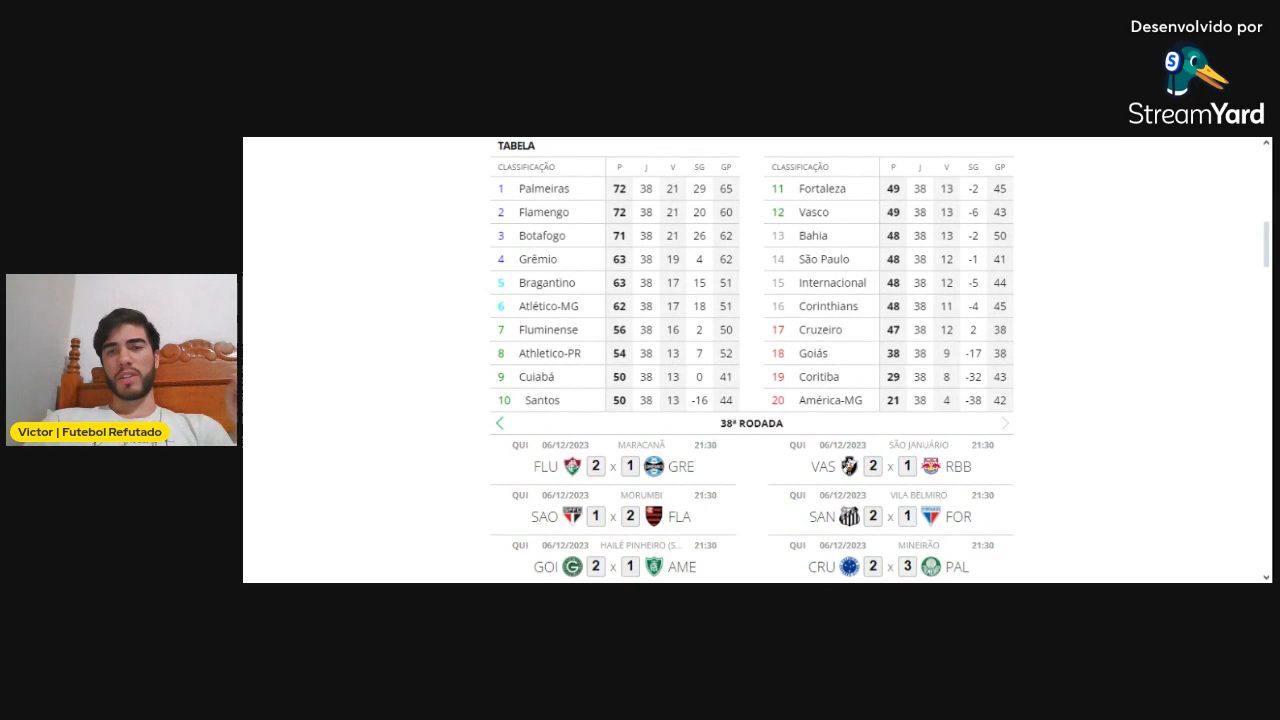 Desenvolvido por
StreamYard
TABELA
CLASSIFICAÇÃO P J V SG GP
1 Palmeiras 72 38 21 29 65
2 Flamengo 72 38 21 20 60
3 Botafogo 71 38 21 26 62
4 Grêmio 63 38 19 4 62
5 Bragantino 63 38 17 15 51
6 Atlético-MG 62 38 17 18 51
7 Fluminense 56 38 16 2 50
8 Athletico-PR 54 38 13 7 52
9 Cuiabá 50 38 13 0 41
10 Santos 50 38 13 -16 44
CLASSIFICAÇÃO P J V SG GP
11 Fortaleza 49 38 13 -2 45
12 Vasco 49 38 13 -6 43
13 Bahia 48 38 13 -2 50
14 São Paulo 48 38 12 -1 41
15 Internacional 48 38 12 -5 44
16 Corinthians 48 38 11 -4 45
17 Cruzeiro 47 38 12 2 38
18 Goiás 38 38 9 -17 38
19 Coritiba 29 38 8 -32 43
20 América-MG 21 38 4 -38 42
38ª RODADA
QUI 06/12/2023 MARACANÃ 21:30
FLU 2 x 1 GRE
QUI 06/12/2023 SÃO JANUÁRIO 21:30
VAS 2 x 1 RBB
QUI 06/12/2023 MORUMBI 21:30
SAO 1 x 2 FLA
QUI 06/12/2023 VILA BELMIRO 21:30
SAN 2 x 1 FOR
QUI 06/12/2023 HAILÉ PINHEIRO (S... 21:30
GOI 2 x 1 AME
QUI 06/12/2023 MINEIRÃO 21:30
CRU 2 x 3 PAL
Victor | Futebol Refutado